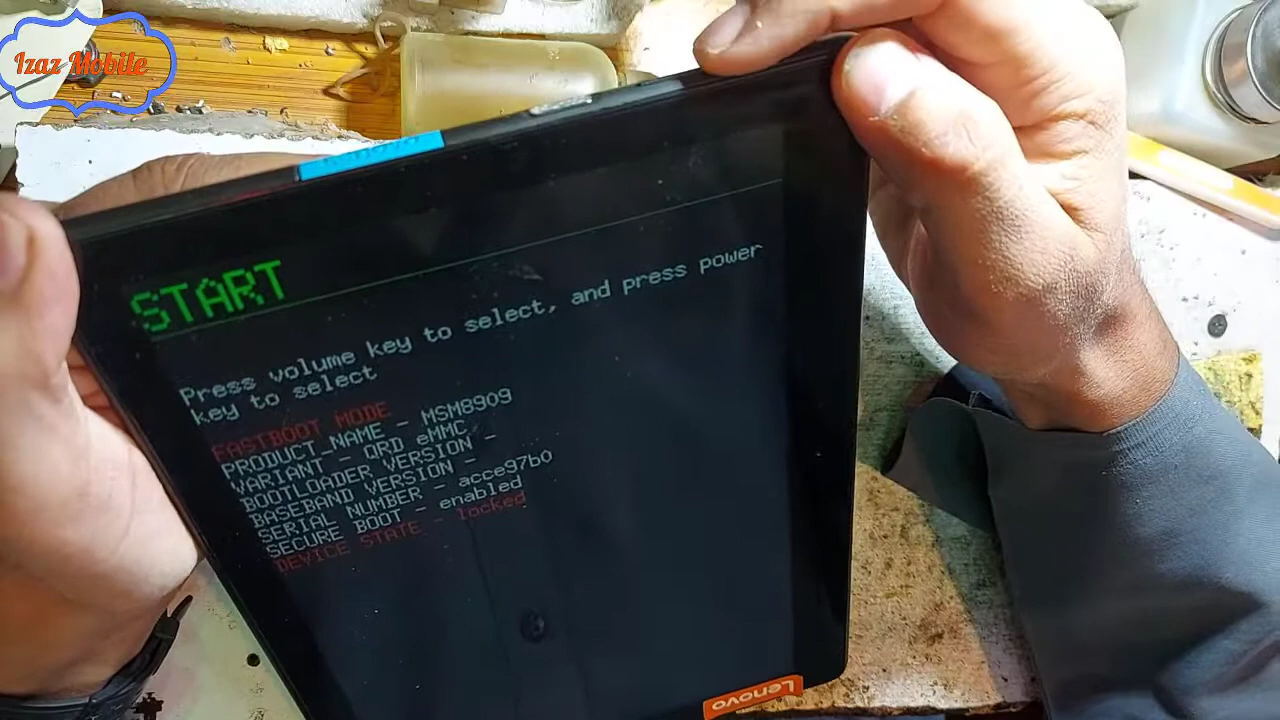 Izaz Mobile
START
Press volume key to select, and press power
key to select
FASTBOOT MODE
PRODUCT_NAME - MSM8909
VARIANT - QRD eMMC
BOOTLOADER VERSION -
BASEBAND VERSION -
SERIAL NUMBER - acce97b0
SECURE BOOT - enabled
DEVICE STATE - locked
Lenovo